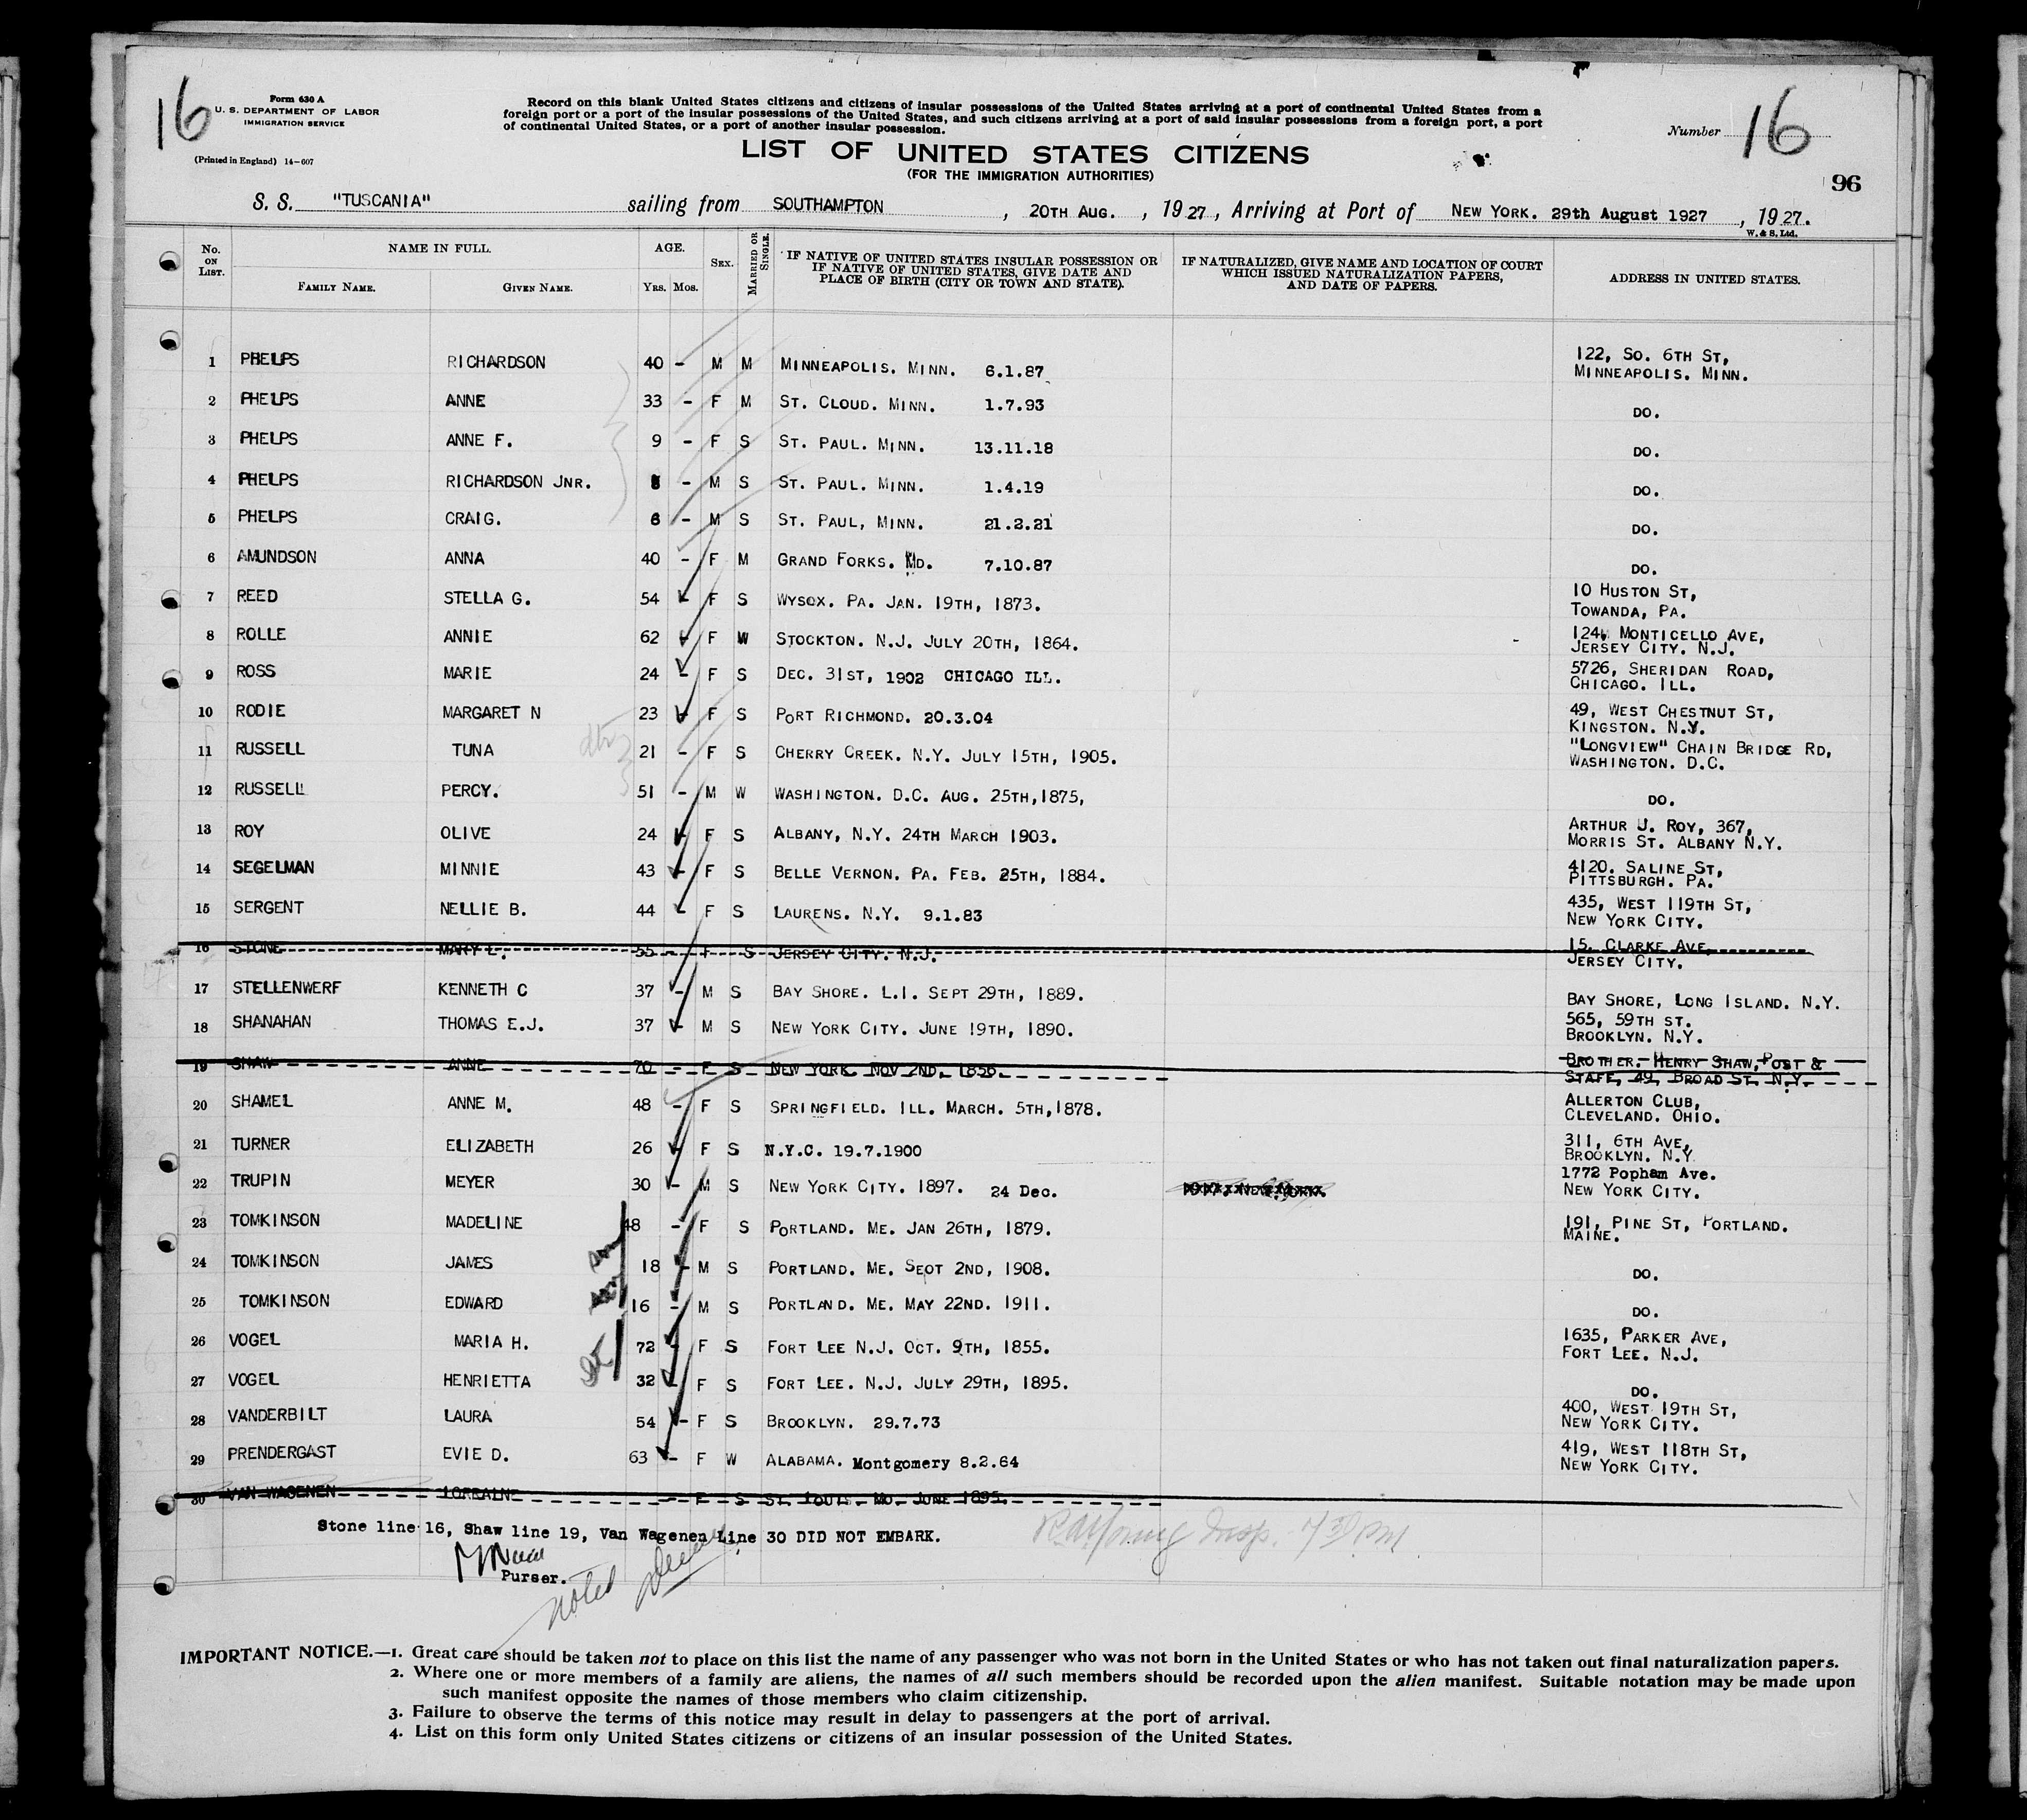 16
Form 630 A
U. S. DEPARTMENT OF LABOR
IMMIGRATION SERVICE
(Printed in England) 14-607
Record on this blank United States citizens and citizens of insular possessions of the United States arriving at a port of continental United States from a
foreign port or a port of the insular possessions of the United States, and such citizens arriving at a port of said insular possessions from a foreign port, a port
of continental United States, or a port of another insular possession.
Number 16
LIST OF UNITED STATES CITIZENS
(FOR THE IMMIGRATION AUTHORITIES)
96
S. S. "TUSCANIA" sailing from SOUTHAMPTON, 20TH AUG., 1927, Arriving at Port of NEW YORK. 29th August 1927, 1927.
W. & S. Ltd.
No. ON LIST. NAME IN FULL. AGE. SEX. MARRIED OR SINGLE. IF NATIVE OF UNITED STATES INSULAR POSSESSION OR IF NATIVE OF UNITED STATES, GIVE DATE AND PLACE OF BIRTH (CITY OR TOWN AND STATE). IF NATURALIZED, GIVE NAME AND LOCATION OF COURT WHICH ISSUED NATURALIZATION PAPERS, AND DATE OF PAPERS. ADDRESS IN UNITED STATES.
FAMILY NAME. GIVEN NAME. YRS. MOS.
1 PHELPS RICHARDSON 40 - M M MINNEAPOLIS. MINN. 6.1.87 122, SO. 6TH ST, MINNEAPOLIS. MINN.
2 PHELPS ANNE 33 - F M ST. CLOUD. MINN. 1.7.93 DO.
3 PHELPS ANNE F. 9 - F S ST. PAUL. MINN. 13.11.18 DO.
4 PHELPS RICHARDSON JNR. 8 - M S ST. PAUL. MINN. 1.4.19 DO.
5 PHELPS CRAIG. 6 - M S ST. PAUL, MINN. 21.2.21 DO.
6 AMUNDSON ANNA 40 - F M GRAND FORKS. 7.10.87 DO.
7 REED STELLA G. 54 - F S WYSOX. PA. JAN. 19TH, 1873. 10 HUSTON ST, TOWANDA, PA.
8 ROLLE ANNIE 62 - F W STOCKTON. N.J. JULY 20TH, 1864. 124, MONTICELLO AVE, JERSEY CITY. N.J.
9 ROSS MARIE 24 - F S DEC. 31ST, 1902 CHICAGO ILL. 5726, SHERIDAN ROAD, CHICAGO. ILL.
10 RODIE MARGARET N 23 - F S PORT RICHMOND. 20.3.04 49, WEST CHESTNUT ST, KINGSTON. N.Y.
11 RUSSELL TUNA 21 - F S CHERRY CREEK. N.Y. JULY 15TH, 1905. "LONGVIEW" CHAIN BRIDGE RD, WASHINGTON. D.C.
12 RUSSELL PERCY. 51 - M W WASHINGTON. D.C. AUG. 25TH,1875, DO.
13 ROY OLIVE 24 - F S ALBANY, N.Y. 24TH MARCH 1903. ARTHUR J. ROY, 367, MORRIS ST. ALBANY N.Y.
14 SEGELMAN MINNIE 43 - F S BELLE VERNON. PA. FEB. 25TH, 1884. 4120. SALINE ST, PITTSBURGH. PA.
15 SERGENT NELLIE B. 44 - F S LAURENS. N.Y. 9.1.83 435, WEST 119TH ST, NEW YORK CITY.
16 STONE MARY L. 55 - F S JERSEY CITY. N.J. 15. CLARKE AVE, JERSEY CITY.
17 STELLENWERF KENNETH C 37 - M S BAY SHORE. L.I. SEPT 29TH, 1889. BAY SHORE, LONG ISLAND. N.Y.
18 SHANAHAN THOMAS E.J. 37 - M S NEW YORK CITY. JUNE 19TH, 1890. 565, 59TH ST. BROOKLYN. N.Y.
19 SHAW ANNE 70 - F S NEW YORK NOV 2ND, 1856. BROTHER.- HENRY SHAW, POST & STAFF, 49, BROAD ST. N.Y.
20 SHAMEL ANNE M. 48 - F S SPRINGFIELD. ILL. MARCH. 5TH,1878. ALLERTON CLUB, CLEVELAND. OHIO.
21 TURNER ELIZABETH 26 - F S N.Y.C. 19.7.1900 311, 6TH AVE, BROOKLYN. N.Y
22 TRUPIN MEYER 30 - M S NEW YORK CITY. 1897. 24 Dec. 1772 Popham Ave. NEW YORK CITY.
23 TOMKINSON MADELINE 48 - F S PORTLAND. ME. JAN 26TH, 1879. 191, PINE ST, PORTLAND. MAINE.
24 TOMKINSON JAMES 18 - M S PORTLAND. ME. SEOT 2ND, 1908. DO.
25 TOMKINSON EDWARD 16 - M S PORTLAND. ME. MAY 22ND. 1911. DO.
26 VOGEL MARIA H. 72 - F S FORT LEE N.J. OCT. 9TH, 1855. 1635, PARKER AVE, FORT LEE. N.J.
27 VOGEL HENRIETTA 32 - F S FORT LEE. N.J. JULY 29TH, 1895. DO.
28 VANDERBILT LAURA 54 - F S BROOKLYN. 29.7.73 400, WEST 19TH ST, NEW YORK CITY.
29 PRENDERGAST EVIE D. 63 - F W ALABAMA. Montgomery 8.2.64 419, WEST 118TH ST, NEW YORK CITY.
30 VAN WAGENEN LORRAINE - F S ST. LOUIS. MO. JUNE 1895.
Stone line 16, Shaw line 19, Van Wagenen Line 30 DID NOT EMBARK.
Purser.
noted
IMPORTANT NOTICE.—1. Great care should be taken not to place on this list the name of any passenger who was not born in the United States or who has not taken out final naturalization papers.
2. Where one or more members of a family are aliens, the names of all such members should be recorded upon the alien manifest. Suitable notation may be made upon
such manifest opposite the names of those members who claim citizenship.
3. Failure to observe the terms of this notice may result in delay to passengers at the port of arrival.
4. List on this form only United States citizens or citizens of an insular possession of the United States.